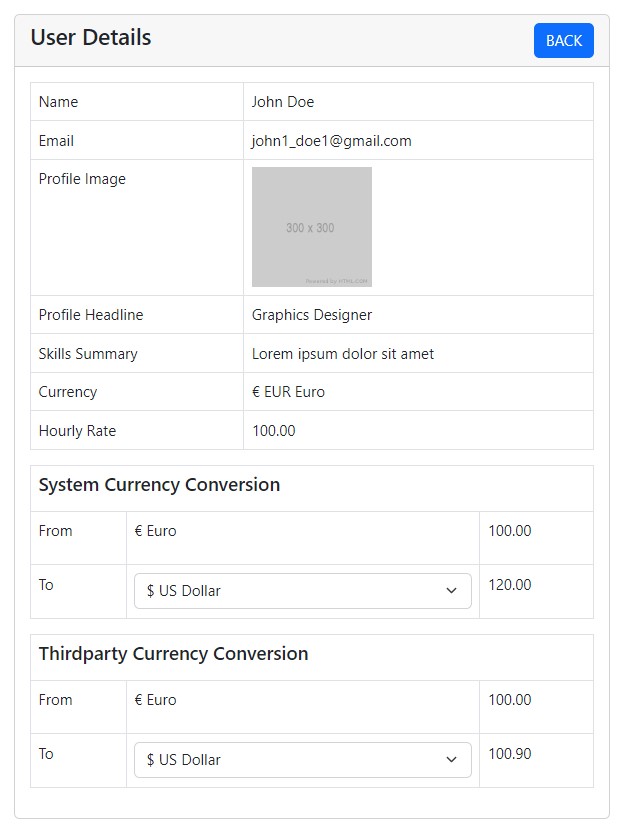 User Details
BACK
Name John Doe
Email john1_doe1@gmail.com
Profile Image
300 x 300
Powered by HTML.COM
Profile Headline Graphics Designer
Skills Summary Lorem ipsum dolor sit amet
Currency € EUR Euro
Hourly Rate 100.00
System Currency Conversion
From € Euro 100.00
To $ US Dollar 120.00
Thirdparty Currency Conversion
From € Euro 100.00
To $ US Dollar 100.90